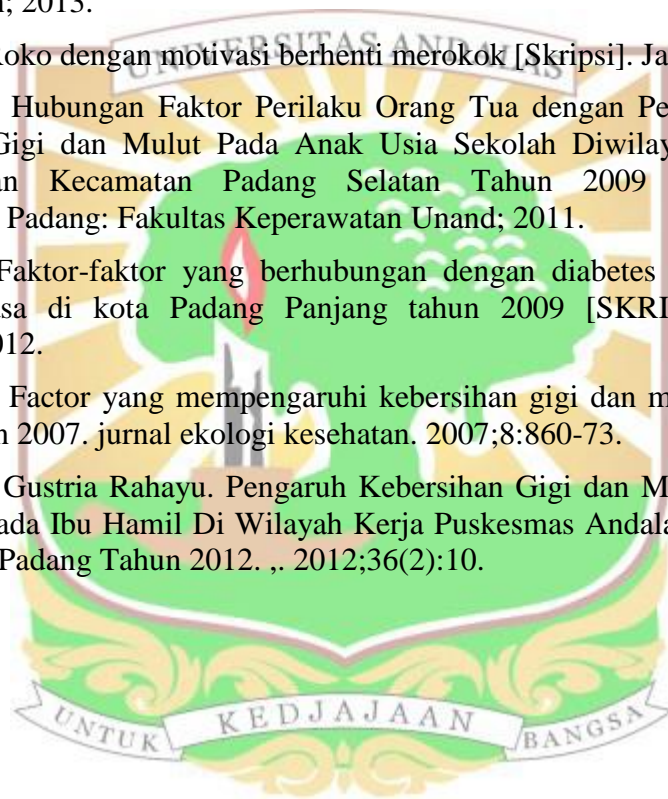 n; 2013.
UNIVERSITAS ANDALAS
Roko dengan motivasi berhenti merokok [Skripsi]. Ja
Hubungan Faktor Perilaku Orang Tua dengan Pe
Gigi dan Mulut Pada Anak Usia Sekolah Diwilay
an Kecamatan Padang Selatan Tahun 2009
Padang: Fakultas Keperawatan Unand; 2011.
Faktor-faktor yang berhubungan dengan diabetes
asa di kota Padang Panjang tahun 2009 [SKRI
012.
Factor yang mempengaruhi kebersihan gigi dan m
n 2007. jurnal ekologi kesehatan. 2007;8:860-73.
Gustria Rahayu. Pengaruh Kebersihan Gigi dan M
ada Ibu Hamil Di Wilayah Kerja Puskesmas Andala
Padang Tahun 2012. ,. 2012;36(2):10.
UNTUK KEDJAJAAN BANGSA